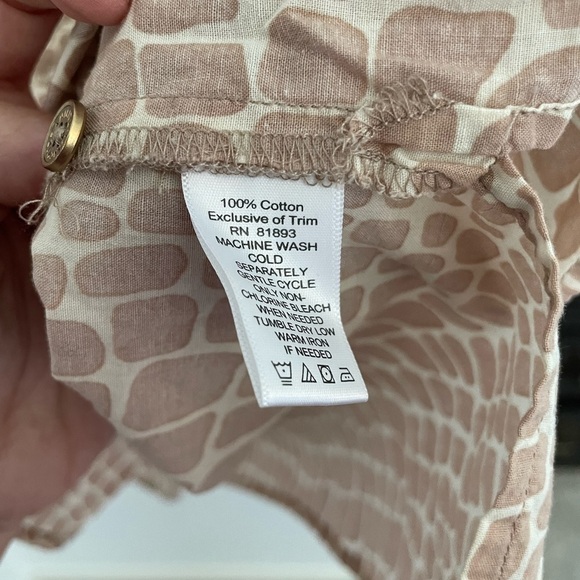 100% Cotton
Exclusive of Trim
RN 81893
MACHINE WASH
COLD
SEPARATELY
GENTLE CYCLE
ONLY NON-
CHLORINE BLEACH
WHEN NEEDED
TUMBLE DRY LOW
WARM IRON
IF NEEDED